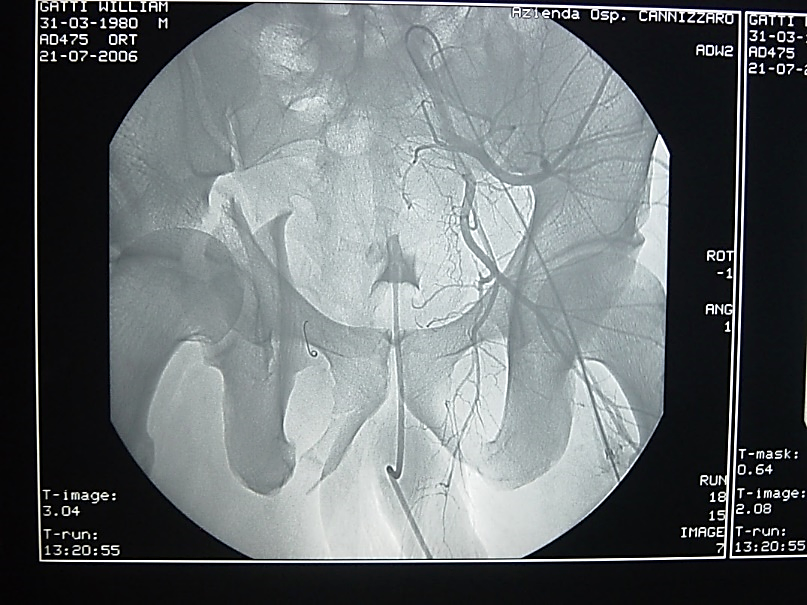 GATTI WILLIAM
31-03-1980 M
AD475 ORT
21-07-2006
Azienda Osp. CANNIZZARO
ADW2
ROT
-1
ANG
1
RUN
18
15
IMAGE
7
T-image:
3.04
T-run:
13:20:55
GATTI
31-03-
AD475
21-07-
T-mask:
0.64
T-image:
2.08
T-run:
13:20:55